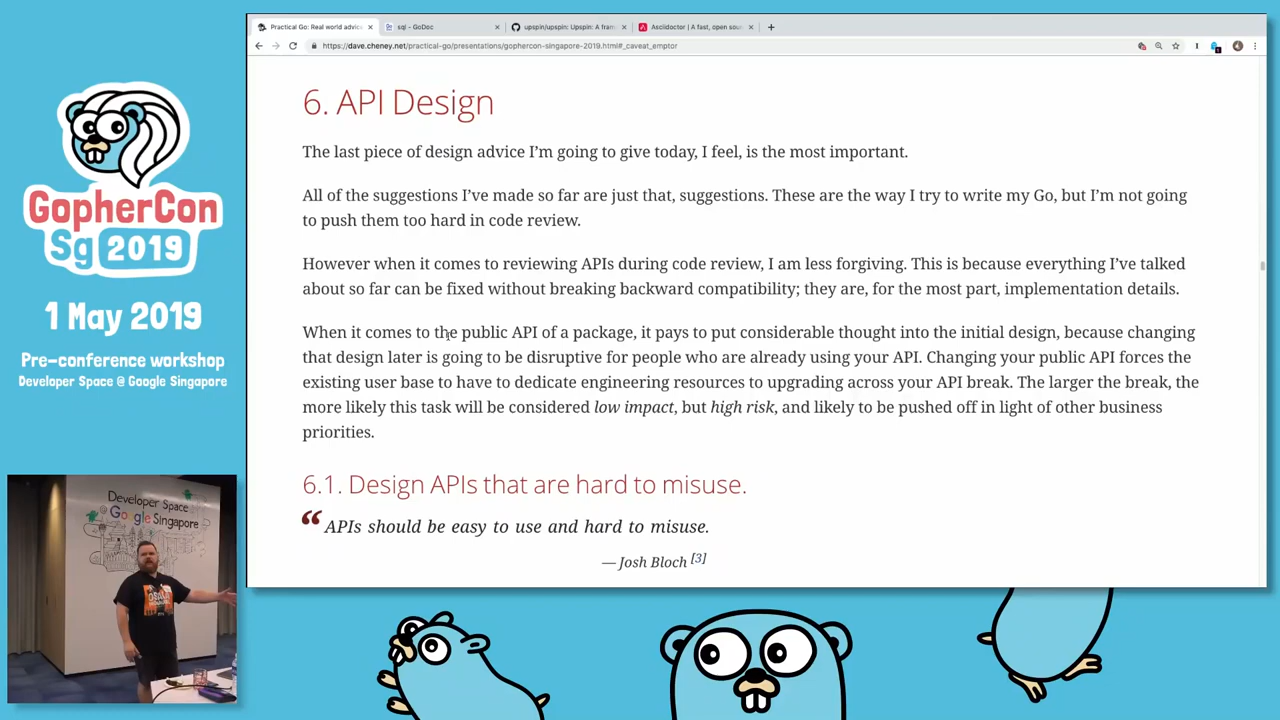 GopherCon
Sg 2019
1 May 2019
Pre-conference workshop
Developer Space @ Google Singapore
Developer Space
@ Google
Singapore
Practical Go: Real world advic
sql - GoDoc
upspin/upspin: Upspin: A fram
Asciidoctor | A fast, open sou
https://dave.cheney.net/practical-go/presentations/gophercon-singapore-2019.html#_caveat_emptor
6. API Design
The last piece of design advice I’m going to give today, I feel, is the most important.
All of the suggestions I’ve made so far are just that, suggestions. These are the way I try to write my Go, but I’m not going
to push them too hard in code review.
However when it comes to reviewing APIs during code review, I am less forgiving. This is because everything I’ve talked
about so far can be fixed without breaking backward compatibility; they are, for the most part, implementation details.
When it comes to the public API of a package, it pays to put considerable thought into the initial design, because changing
that design later is going to be disruptive for people who are already using your API. Changing your public API forces the
existing user base to have to dedicate engineering resources to upgrading across your API break. The larger the break, the
more likely this task will be considered low impact, but high risk, and likely to be pushed off in light of other business
priorities.
6.1. Design APIs that are hard to misuse.
“ APIs should be easy to use and hard to misuse.
— Josh Bloch [3]